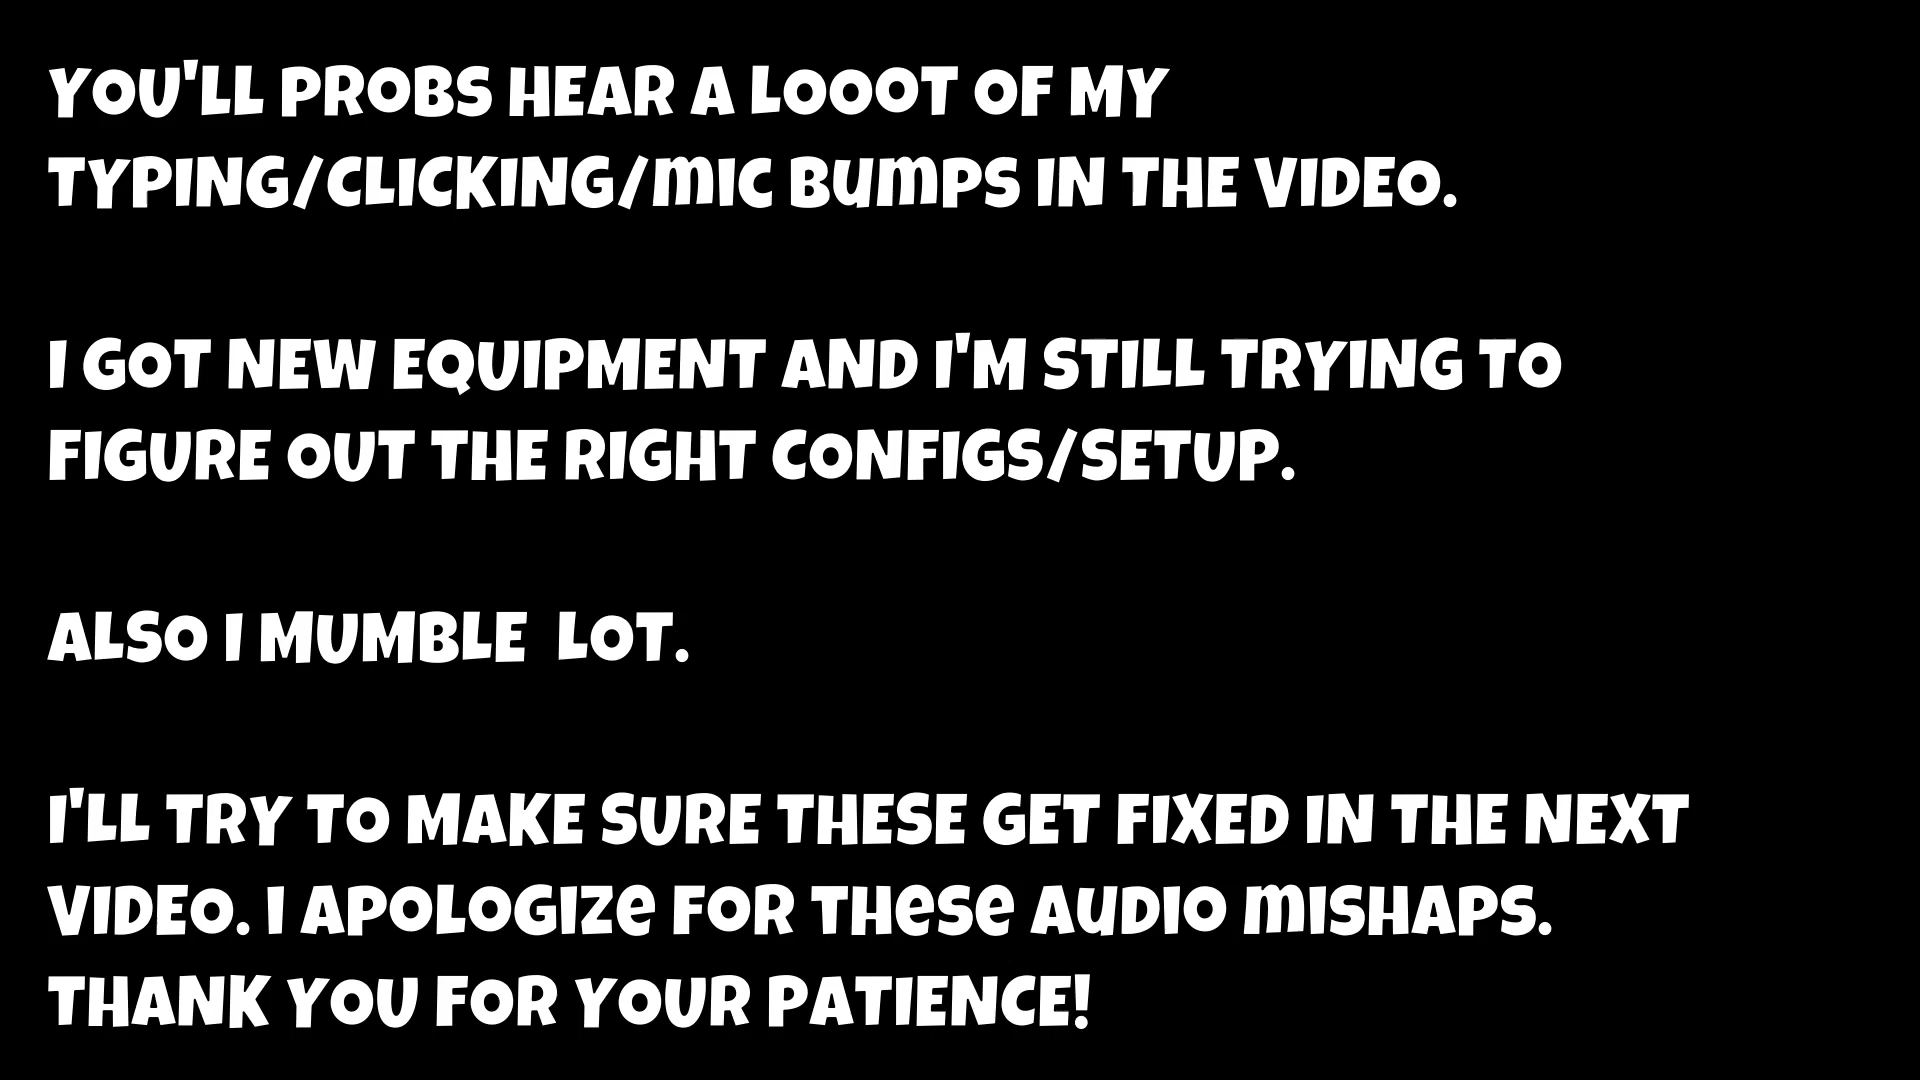 YOU'LL PROBS HEAR A LOOOT OF MY
TYPING/CLICKING/MIC BUMPS IN THE VIDEO.
I GOT NEW EQUIPMENT AND I'M STILL TRYING TO
FIGURE OUT THE RIGHT CONFIGS/SETUP.
ALSO I MUMBLE  LOT.
I'LL TRY TO MAKE SURE THESE GET FIXED IN THE NEXT
VIDEO. I APOLOGIZE FOR THESE AUDIO MISHAPS.
THANK YOU FOR YOUR PATIENCE!